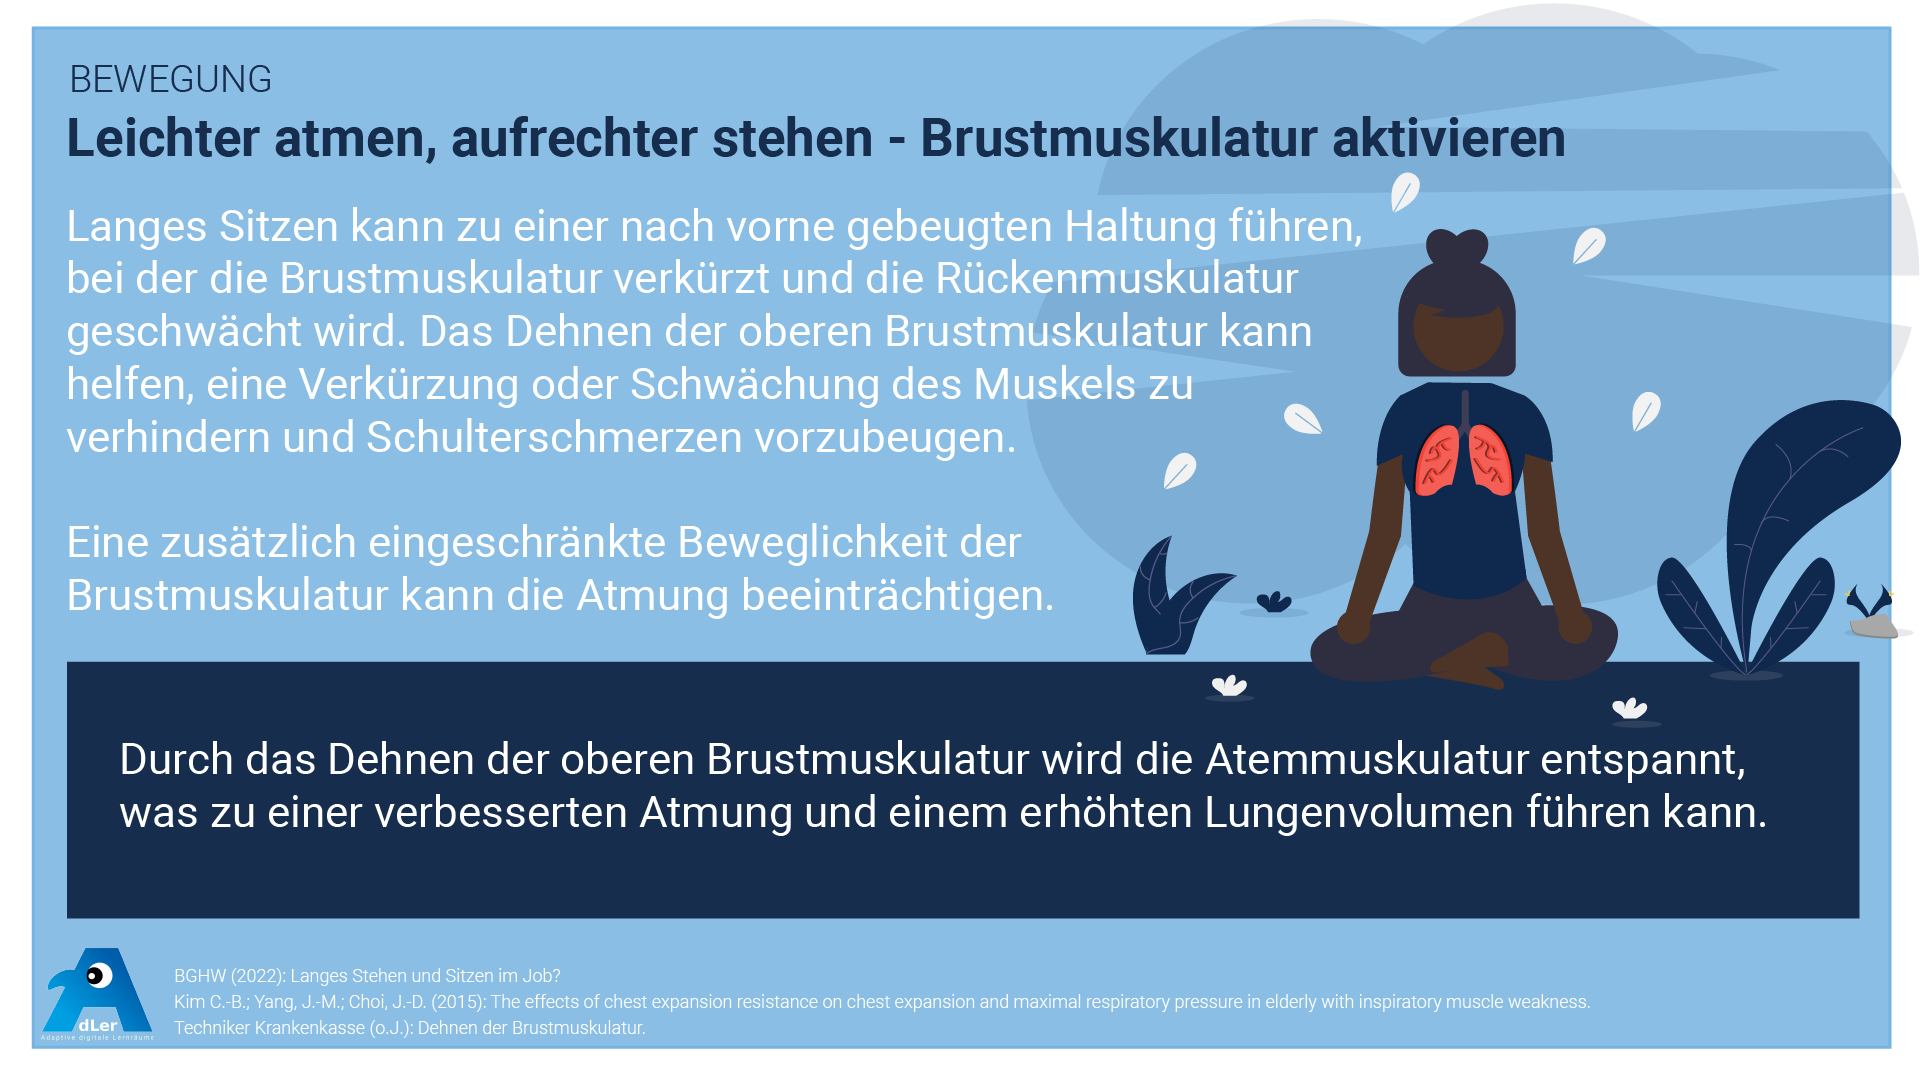 BEWEGUNG
Leichter atmen, aufrechter stehen - Brustmuskulatur aktivieren
Langes Sitzen kann zu einer nach vorne gebeugten Haltung führen,
bei der die Brustmuskulatur verkürzt und die Rückenmuskulatur
geschwächt wird. Das Dehnen der oberen Brustmuskulatur kann
helfen, eine Verkürzung oder Schwächung des Muskels zu
verhindern und Schulterschmerzen vorzubeugen.
Eine zusätzlich eingeschränkte Beweglichkeit der
Brustmuskulatur kann die Atmung beeinträchtigen.
Durch das Dehnen der oberen Brustmuskulatur wird die Atemmuskulatur entspannt,
was zu einer verbesserten Atmung und einem erhöhten Lungenvolumen führen kann.
dLer
Adaptive digitale Lernräume
BGHW (2022): Langes Stehen und Sitzen im Job?
Kim C.-B.; Yang, J.-M.; Choi, J.-D. (2015): The effects of chest expansion resistance on chest expansion and maximal respiratory pressure in elderly with inspiratory muscle weakness.
Techniker Krankenkasse (o.J.): Dehnen der Brustmuskulatur.